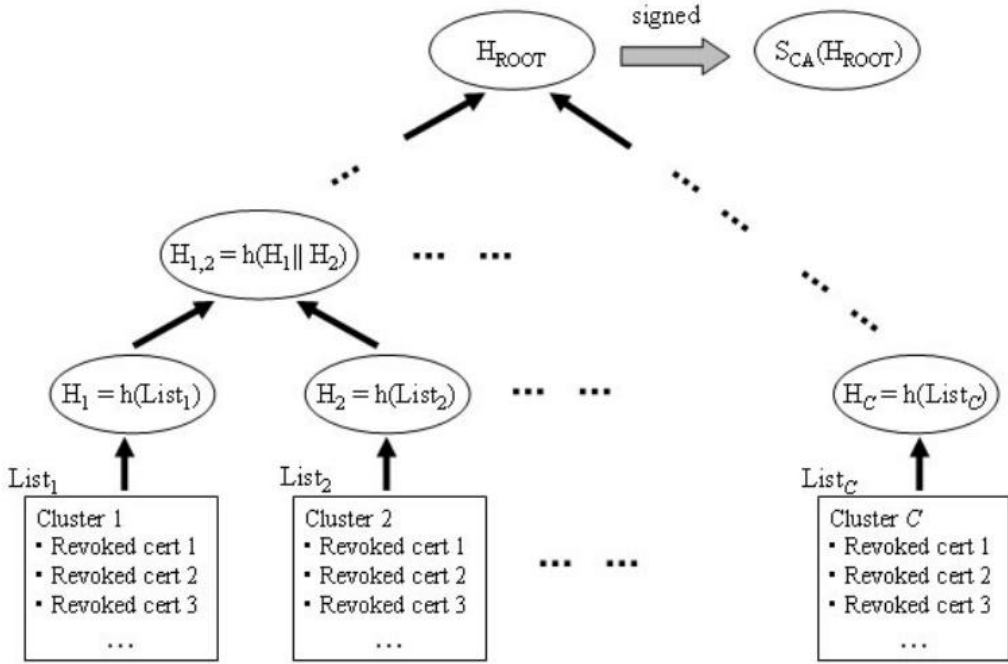 signed
H_ROOT
S_CA(H_ROOT)
H_1,2 = h(H_1|| H_2)
H_1 = h(List_1)
H_2 = h(List_2)
H_C = h(List_C)
List_1
List_2
List_C
Cluster 1
▪ Revoked cert 1
▪ Revoked cert 2
▪ Revoked cert 3
...
Cluster 2
▪ Revoked cert 1
▪ Revoked cert 2
▪ Revoked cert 3
...
Cluster C
▪ Revoked cert 1
▪ Revoked cert 2
▪ Revoked cert 3
...